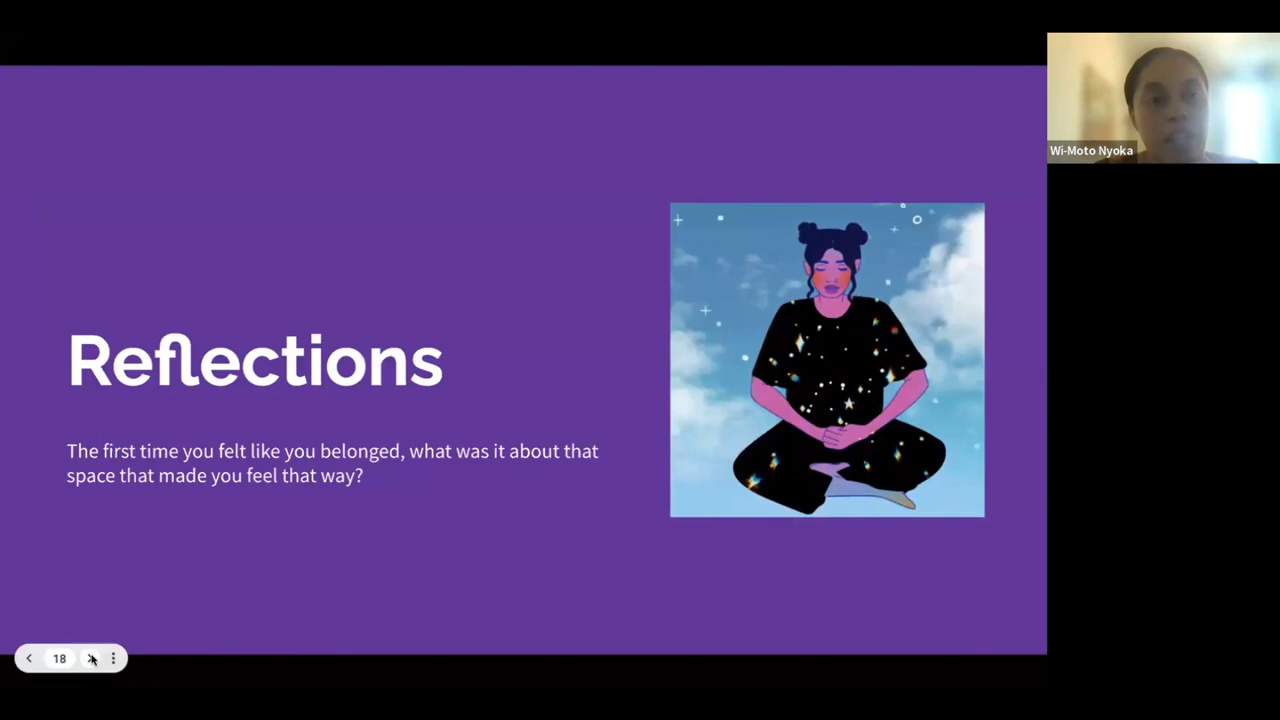 Wi-Moto Nyoka
Reflections
The first time you felt like you belonged, what was it about that
space that made you feel that way?
18